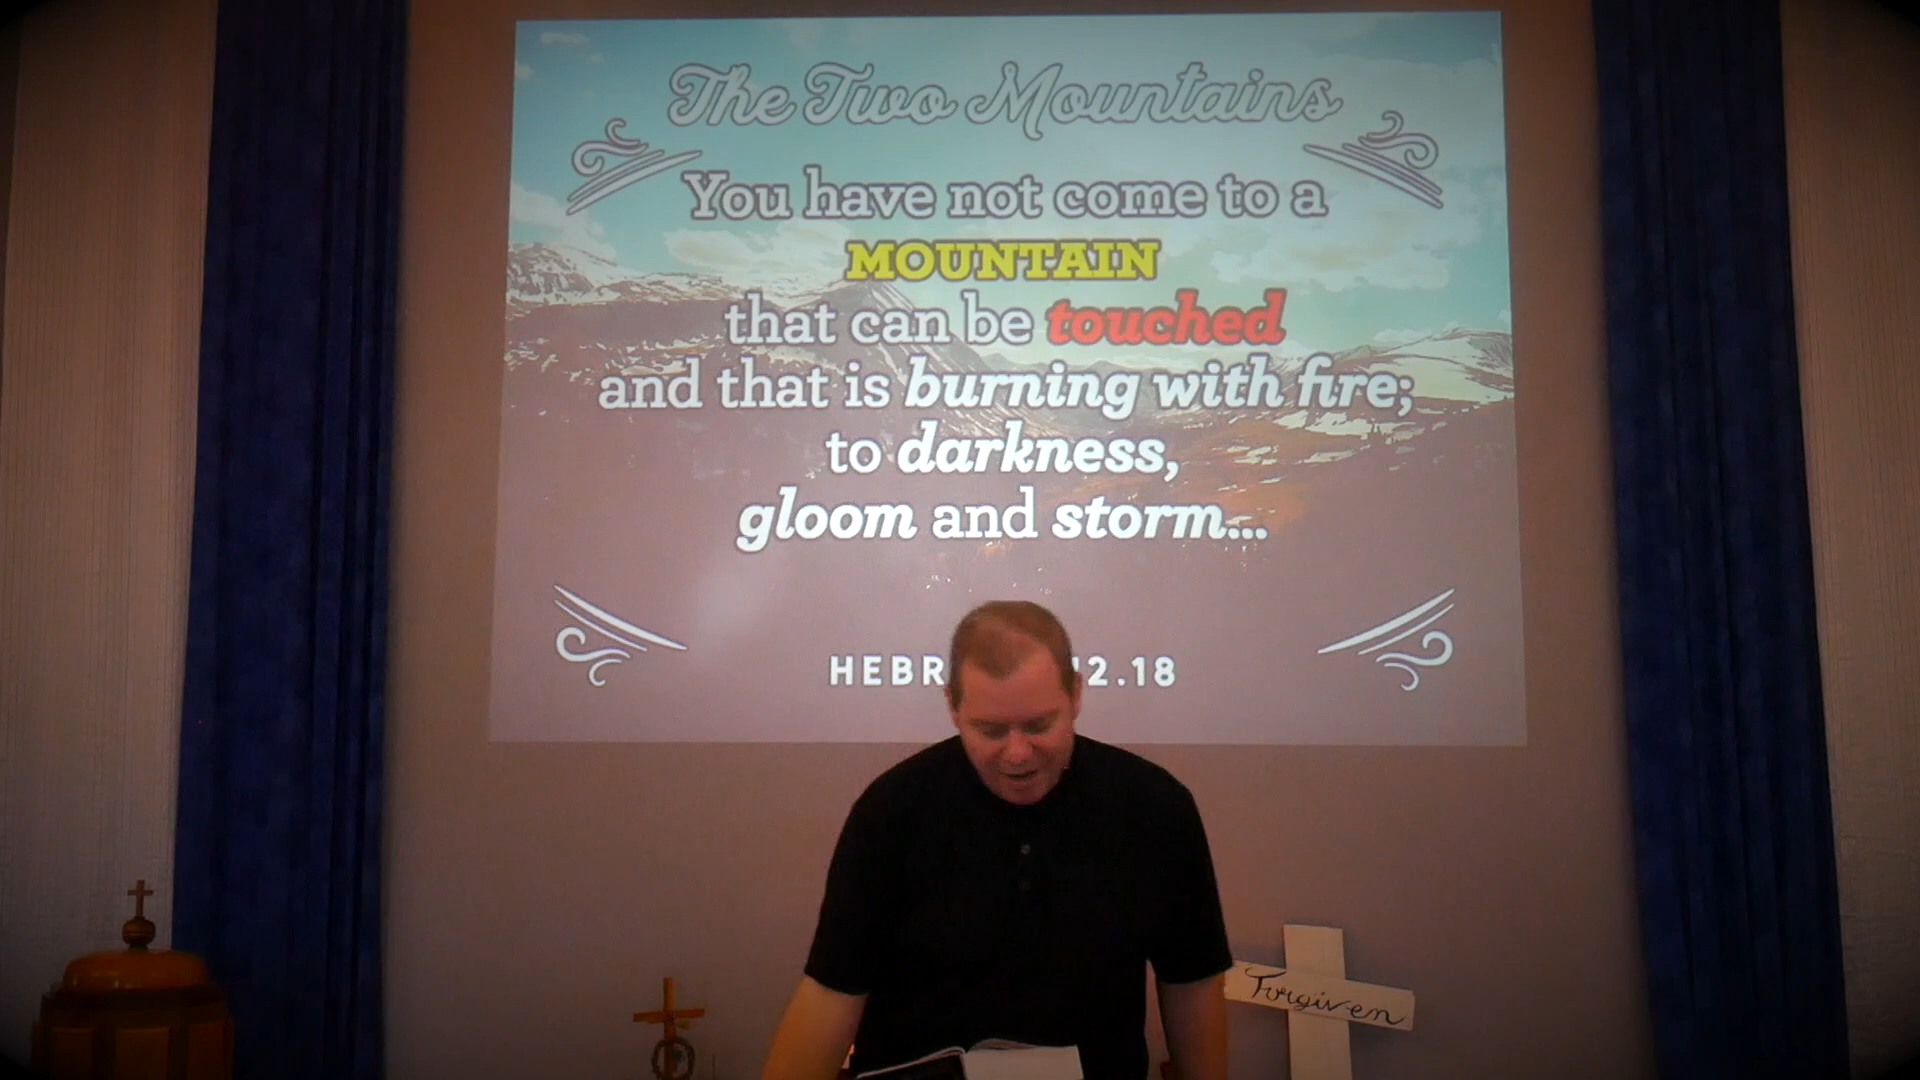 The Two Mountains
You have not come to a
MOUNTAIN
that can be touched
and that is burning with fire;
to darkness,
gloom and storm...
HEBR 12.18
Forgiven